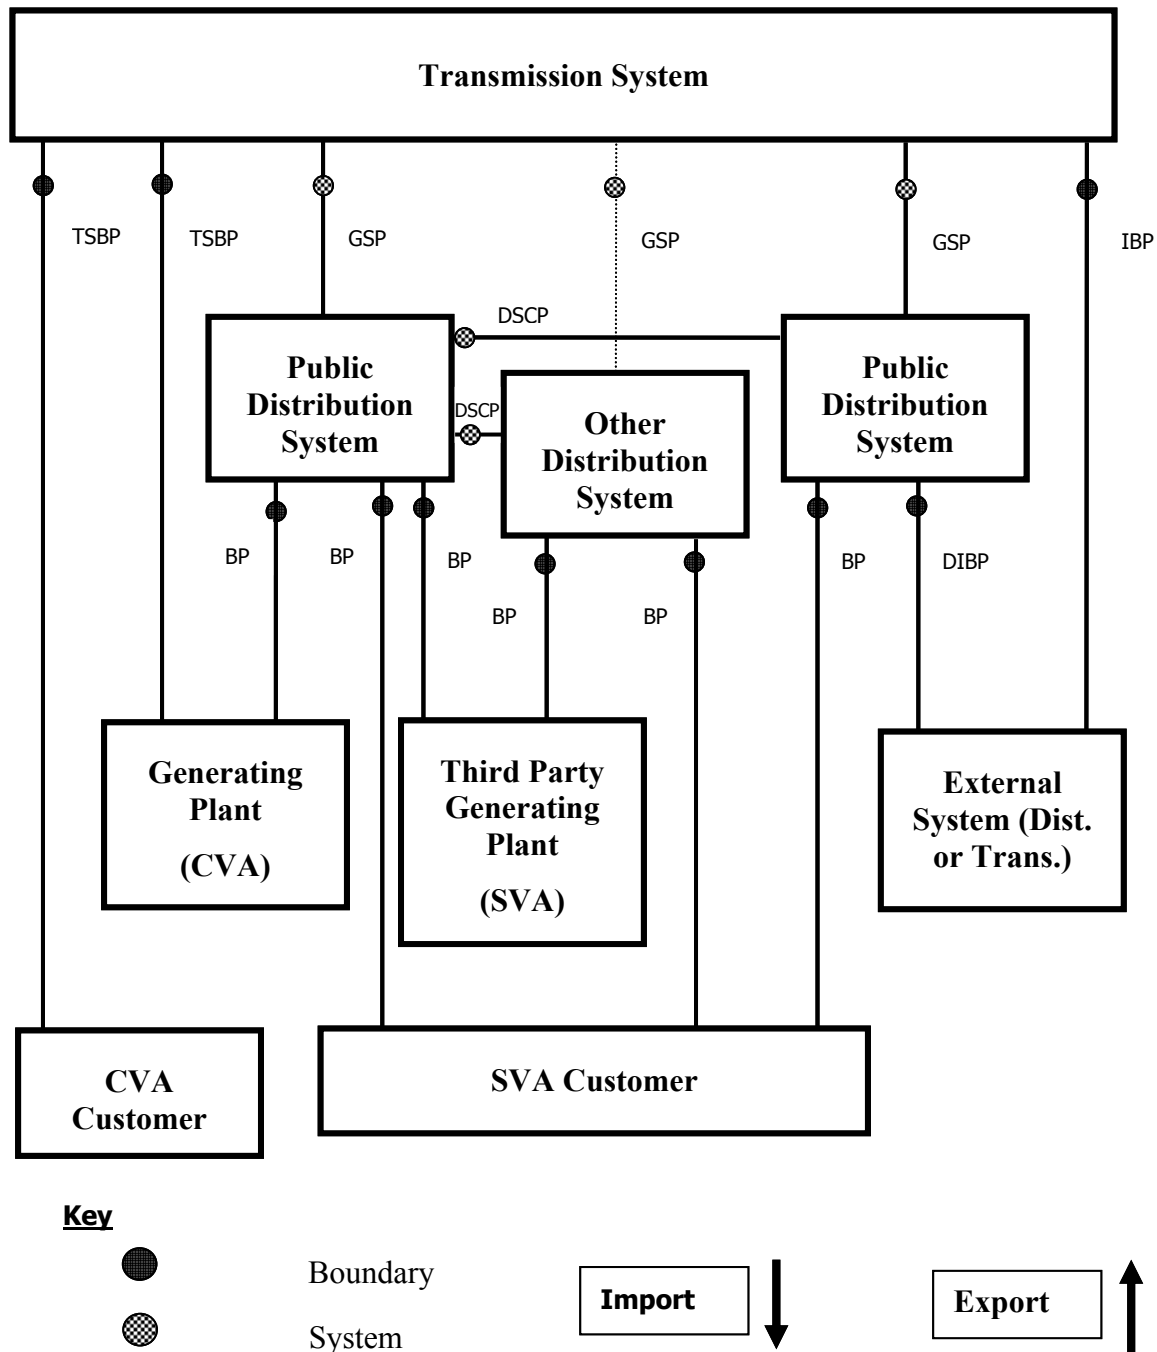 Transmission System
TSBP
TSBP
GSP
GSP
GSP
IBP
DSCP
Public
Distribution
System
DSCP
Other
Distribution
System
Public
Distribution
System
BP
BP
BP
BP
BP
BP
DIBP
Generating
Plant
(CVA)
Third Party
Generating
Plant
(SVA)
External
System (Dist.
or Trans.)
CVA
Customer
SVA Customer
Key
Boundary
System
Import
Export